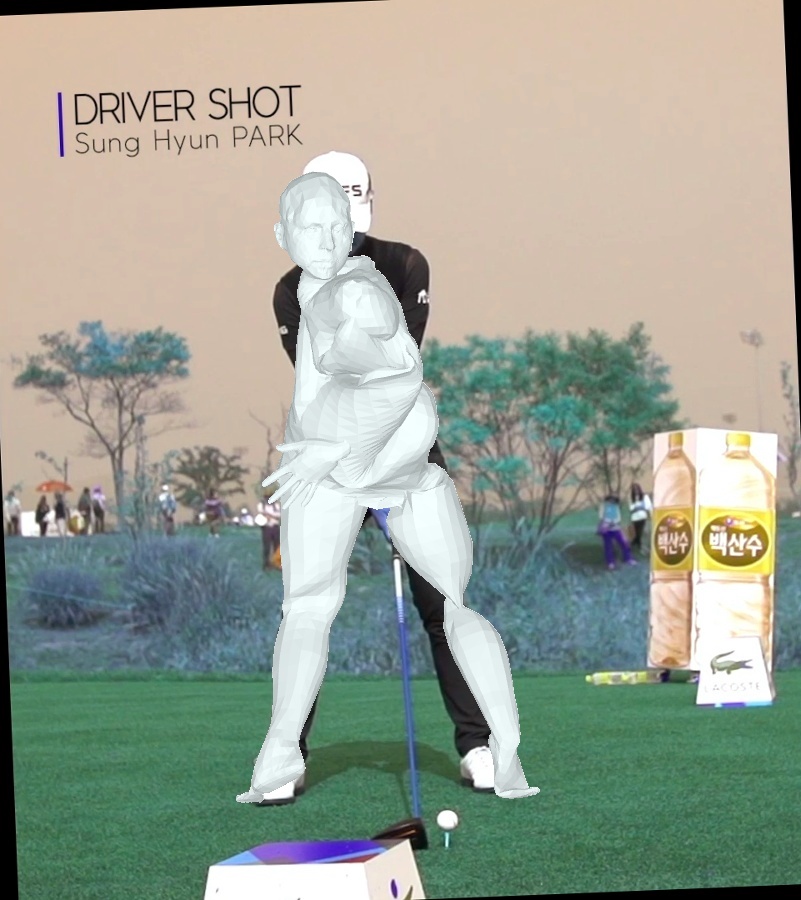 DRIVER SHOT
Sung Hyun PARK
백산수
백산수
LACOSTE